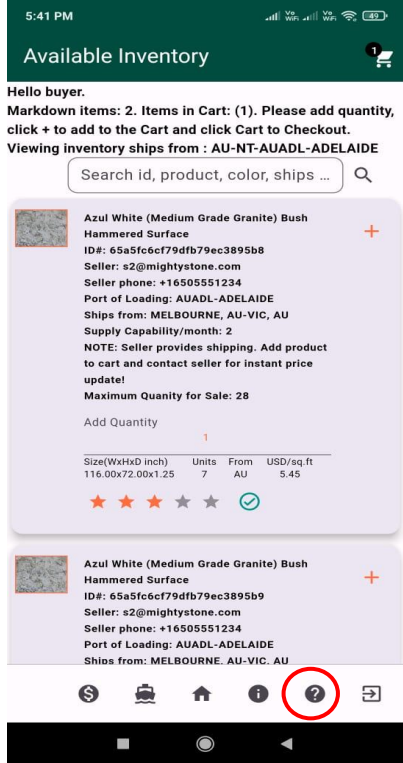 5:41 PM
Vo WiFi Vo WiFi 49
Available Inventory
1
Hello buyer.
Markdown items: 2. Items in Cart: (1). Please add quantity,
click + to add to the Cart and click Cart to Checkout.
Viewing inventory ships from : AU-NT-AUADL-ADELAIDE
Search id, product, color, ships ...
Azul White (Medium Grade Granite) Bush
Hammered Surface
+
ID#: 65a5fc6cf79dfb79ec3895b8
Seller: s2@mightystone.com
Seller phone: +16505551234
Port of Loading: AUADL-ADELAIDE
Ships from: MELBOURNE, AU-VIC, AU
Supply Capability/month: 2
NOTE: Seller provides shipping. Add product
to cart and contact seller for instant price
update!
Maximum Quanity for Sale: 28
Add Quantity
1
Size(WxHxD inch) Units From USD/sq.ft
116.00x72.00x1.25 7 AU 5.45
Azul White (Medium Grade Granite) Bush
Hammered Surface
+
ID#: 65a5fc6cf79dfb79ec3895b9
Seller: s2@mightystone.com
Seller phone: +16505551234
Port of Loading: AUADL-ADELAIDE
Ships from: MELBOURNE, AU-VIC, AU